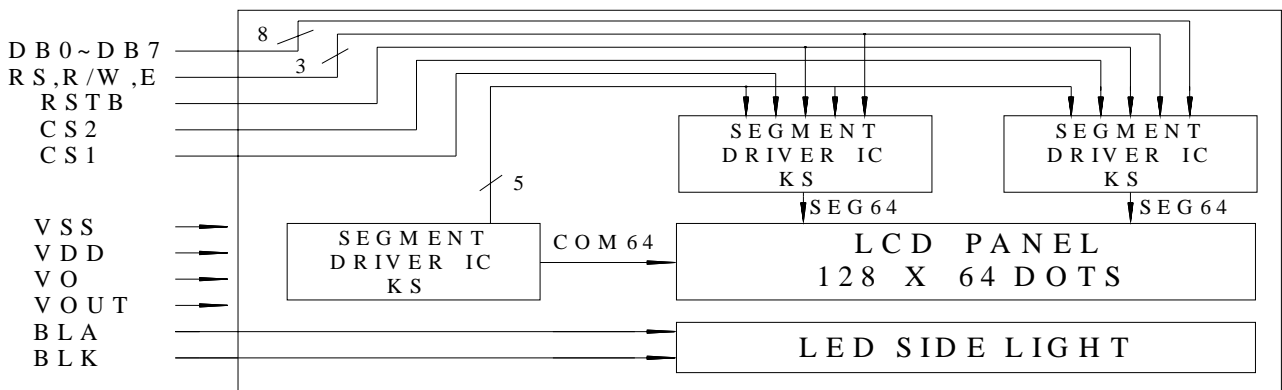 DB0~DB7
8
RS,R/W,E
3
RSTB
CS2
CS1
SEGMENT
DRIVER IC
KS
SEGMENT
DRIVER IC
KS
5
SEG64
SEG64
VSS
VDD
VO
VOUT
BLA
BLK
SEGMENT
DRIVER IC
KS
COM64
LCD PANEL
128 X 64 DOTS
LED SIDE LIGHT